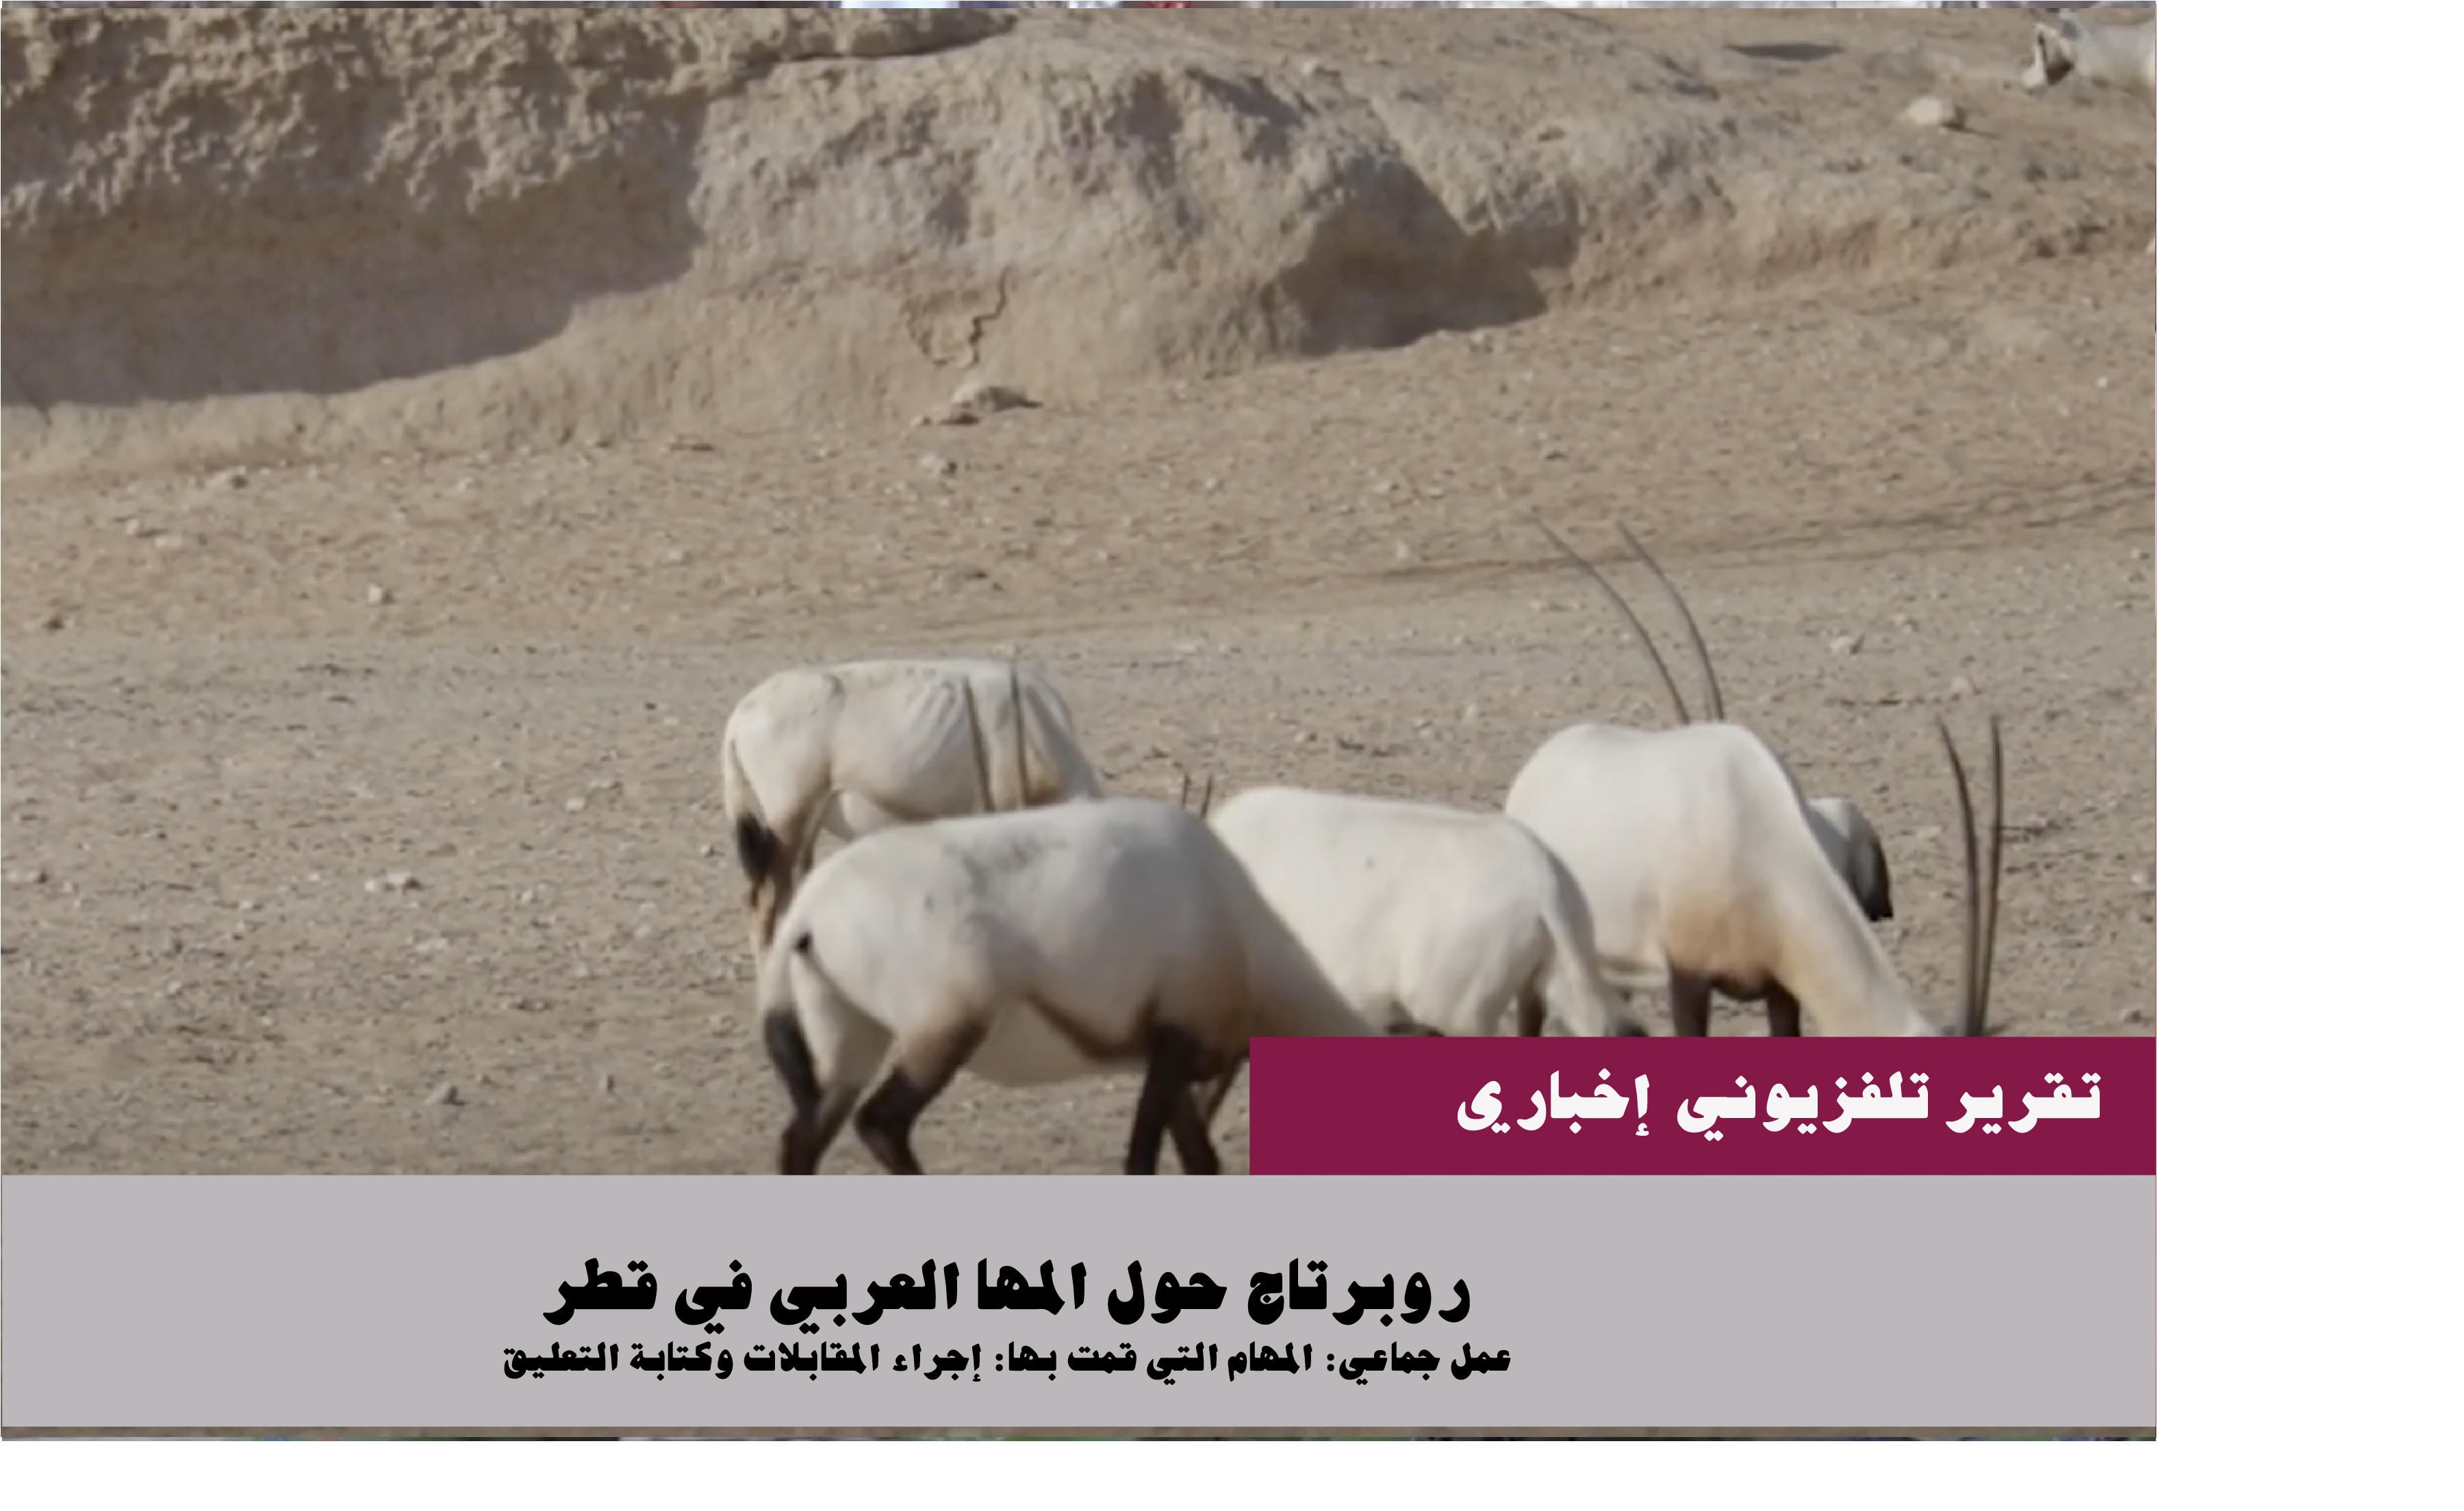 تقرير تلفزيوني إخباري
روبرتاج حول المها العربي في قطر
عمل جماعي: المهام التي قمت بها: إجراء المقابلات وكتابة التعليق